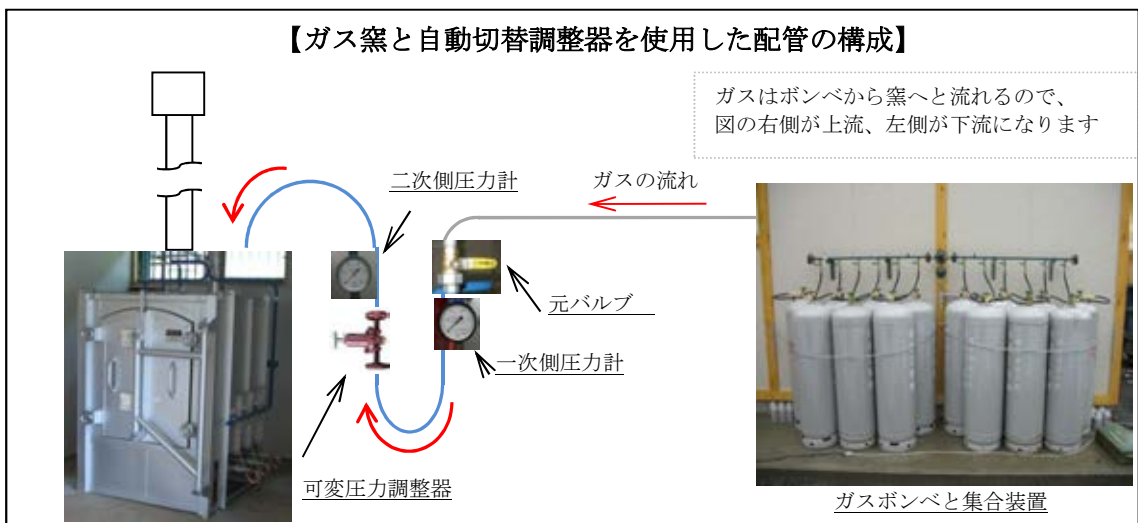 【ガス窯と自動切替調整器を使用した配管の構成】
ガスはボンベから窯へと流れるので、
図の右側が上流、左側が下流になります
二次側圧力計
ガスの流れ
元バルブ
一次側圧力計
可変圧力調整器
ガスボンベと集合装置